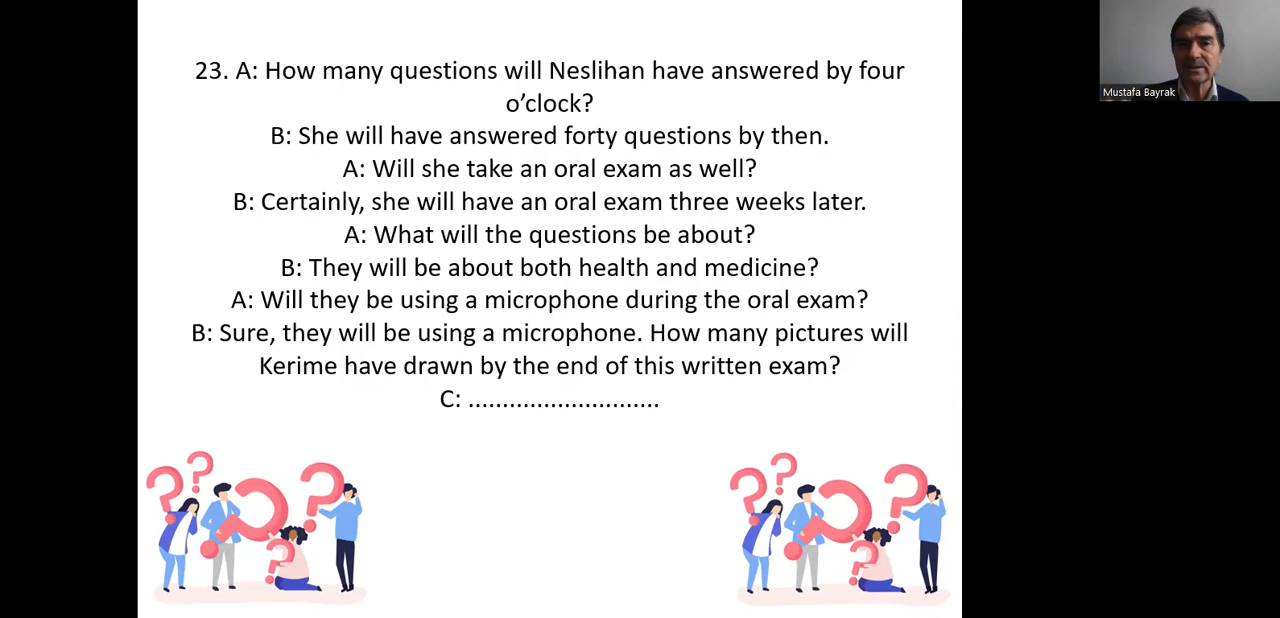 23. A: How many questions will Neslihan have answered by four
o’clock?
B: She will have answered forty questions by then.
A: Will she take an oral exam as well?
B: Certainly, she will have an oral exam three weeks later.
A: What will the questions be about?
B: They will be about both health and medicine?
A: Will they be using a microphone during the oral exam?
B: Sure, they will be using a microphone. How many pictures will
Kerime have drawn by the end of this written exam?
C: ............................
Mustafa Bayrak